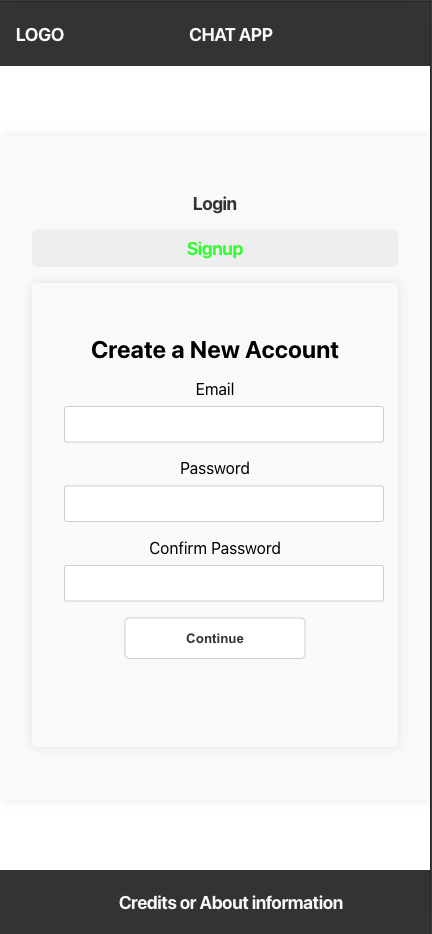 LOGO CHAT APP
Login
Signup
Create a New Account
Email
Password
Confirm Password
Continue
Credits or About information